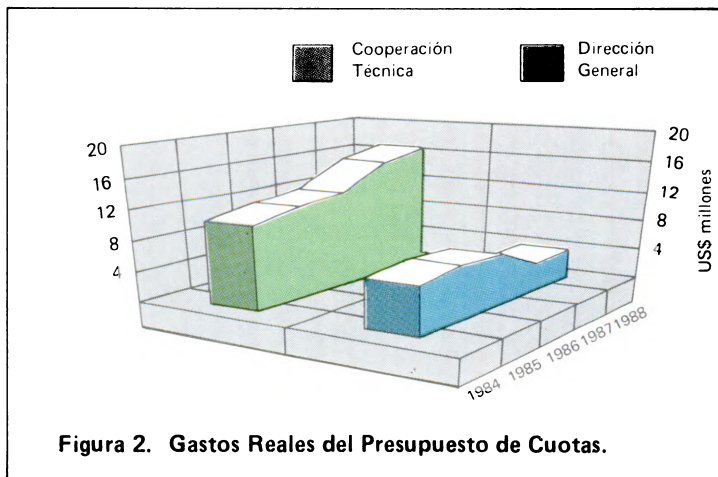 Cooperación
Técnica
Dirección
General
20
16
12
8
4
20
16
12
8
4
US$ millones
1984
1985
1986
1987
1988
Figura 2. Gastos Reales del Presupuesto de Cuotas.